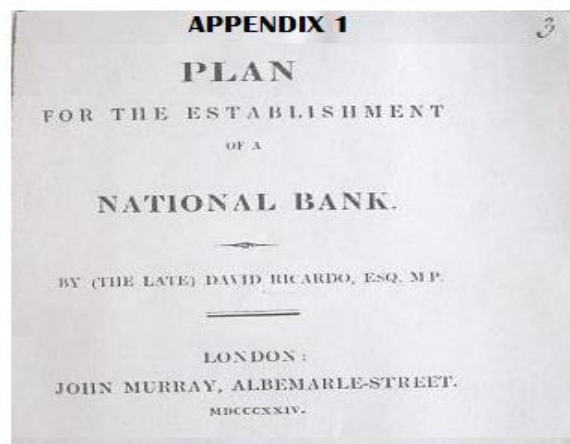 APPENDIX 1
3
PLAN
FOR THE ESTABLISHMENT
OF A
NATIONAL BANK.
BY (THE LATE) DAVID RICARDO, ESQ. M.P.
LONDON:
JOHN MURRAY, ALBEMARLE-STREET.
MDCCCXXIV.